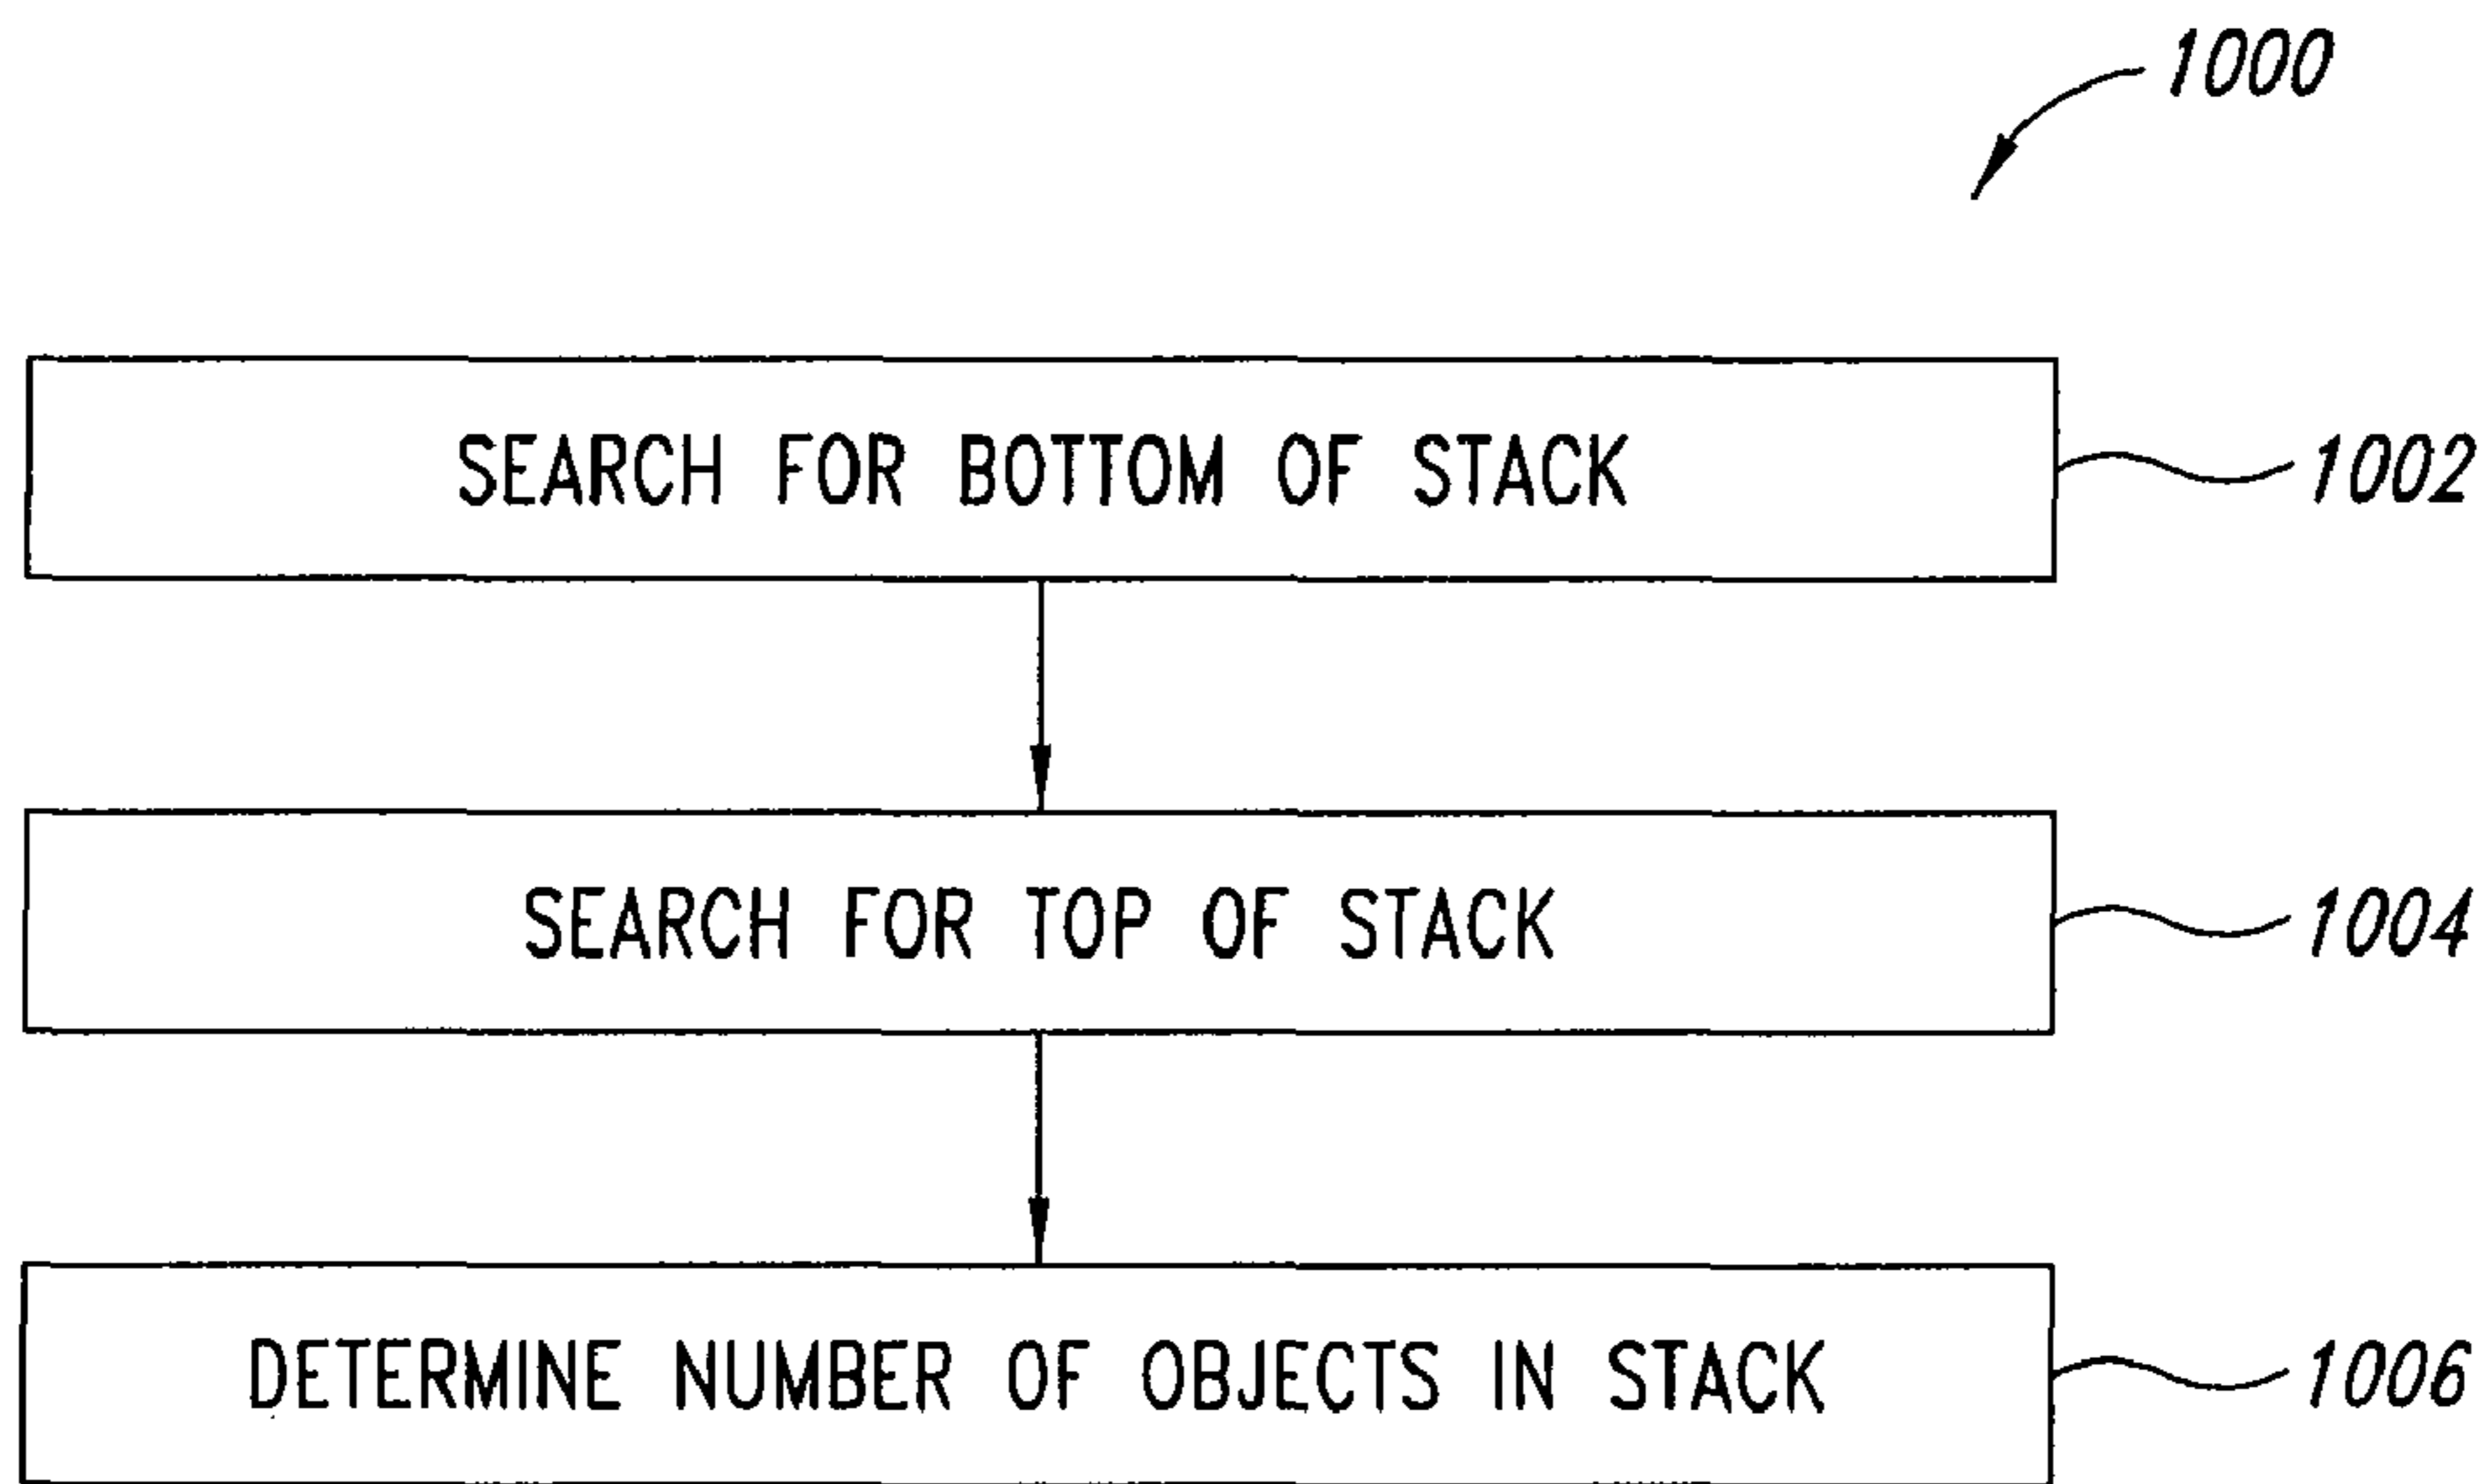 1000
SEARCH FOR BOTTOM OF STACK
1002
SEARCH FOR TOP OF STACK
1004
DETERMINE NUMBER OF OBJECTS IN STACK
1006